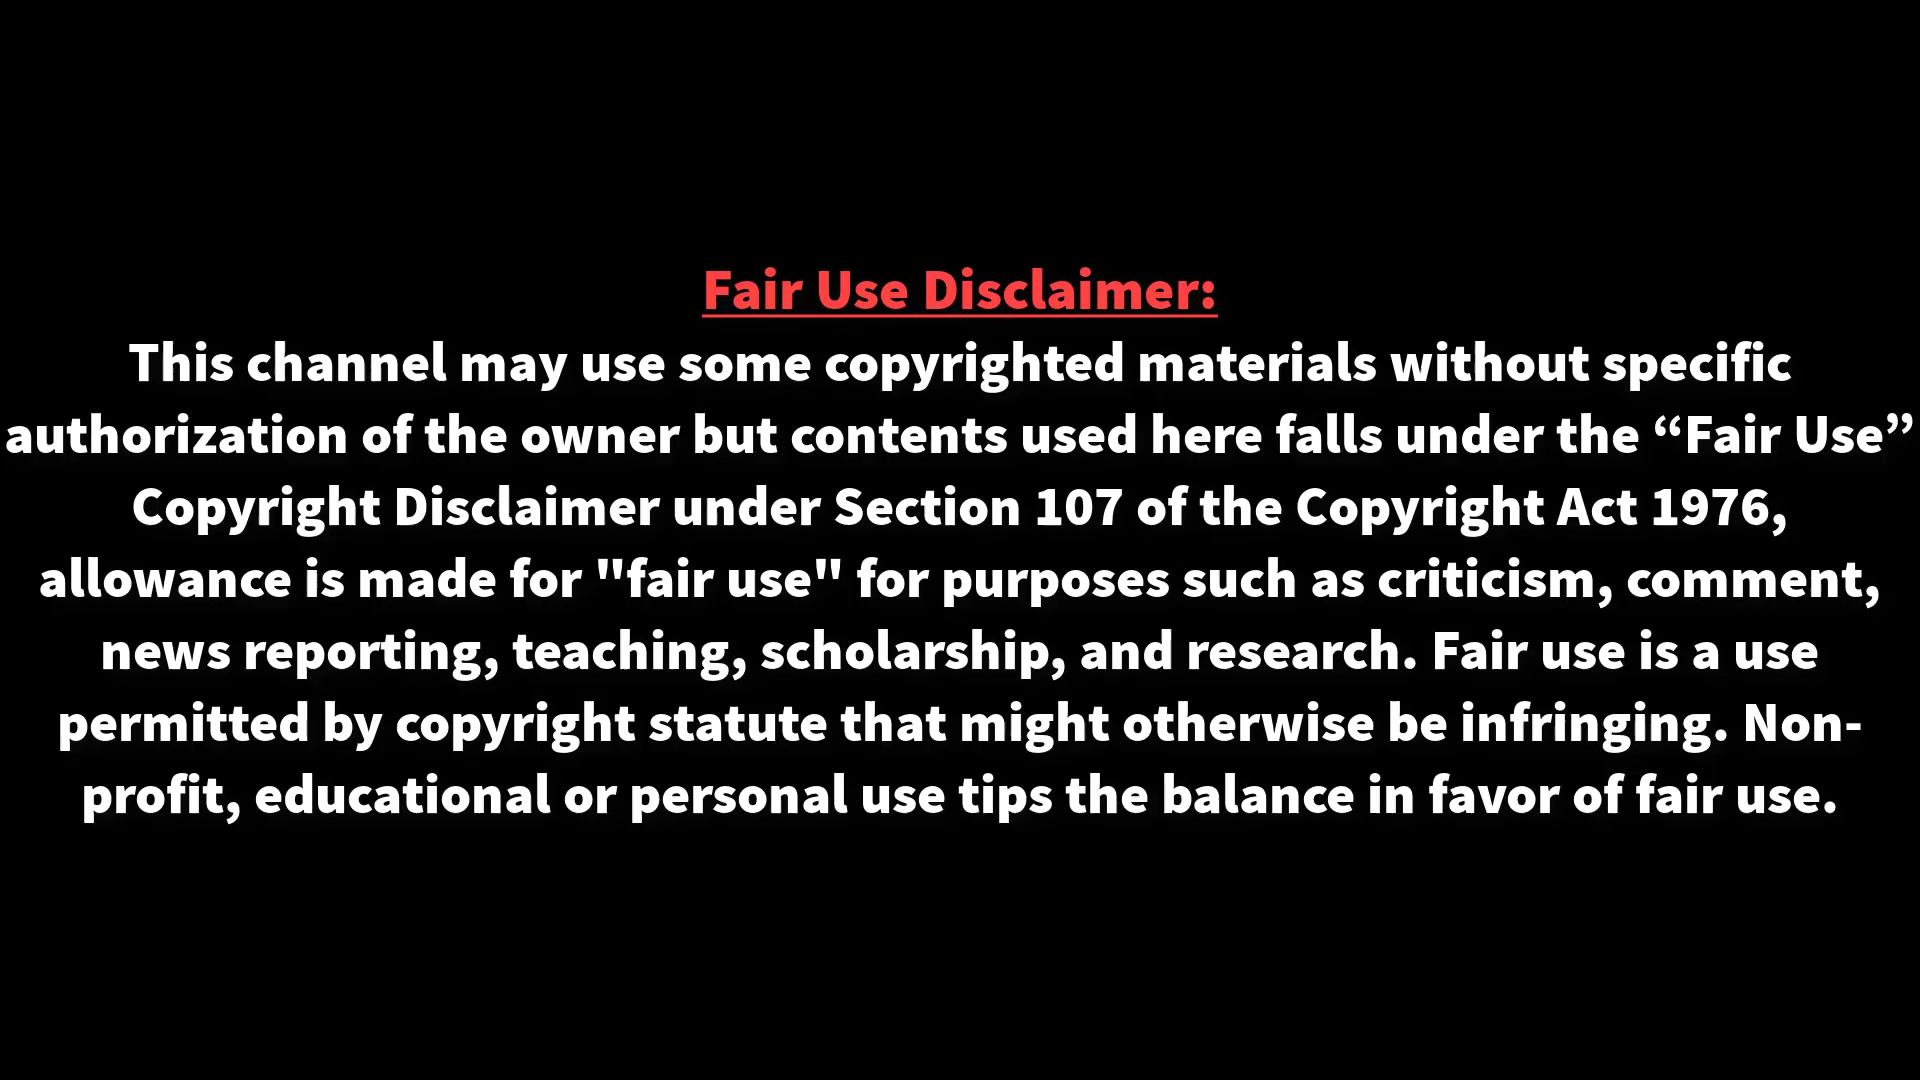 Fair Use Disclaimer:
This channel may use some copyrighted materials without specific
authorization of the owner but contents used here falls under the “Fair Use”
Copyright Disclaimer under Section 107 of the Copyright Act 1976,
allowance is made for "fair use" for purposes such as criticism, comment,
news reporting, teaching, scholarship, and research. Fair use is a use
permitted by copyright statute that might otherwise be infringing. Non-
profit, educational or personal use tips the balance in favor of fair use.